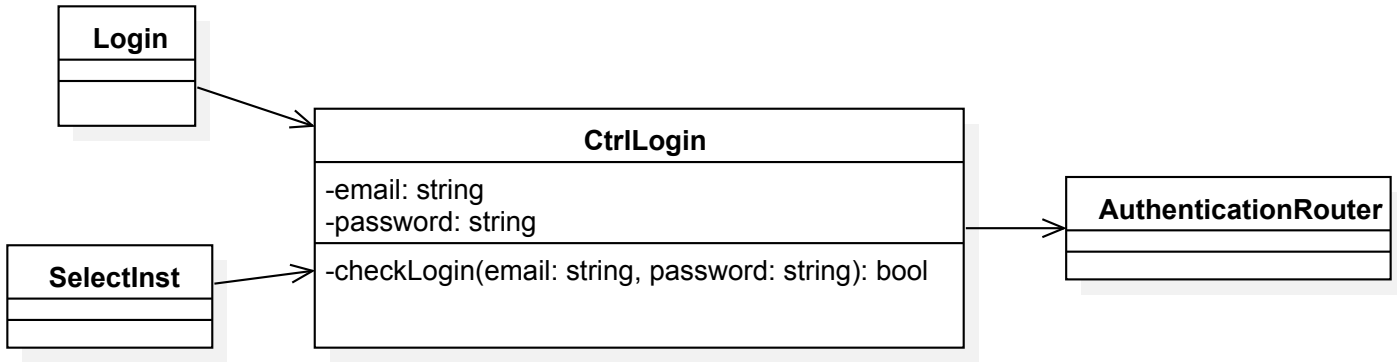 Login
CtrlLogin
-email: string
-password: string
-checkLogin(email: string, password: string): bool
AuthenticationRouter
SelectInst